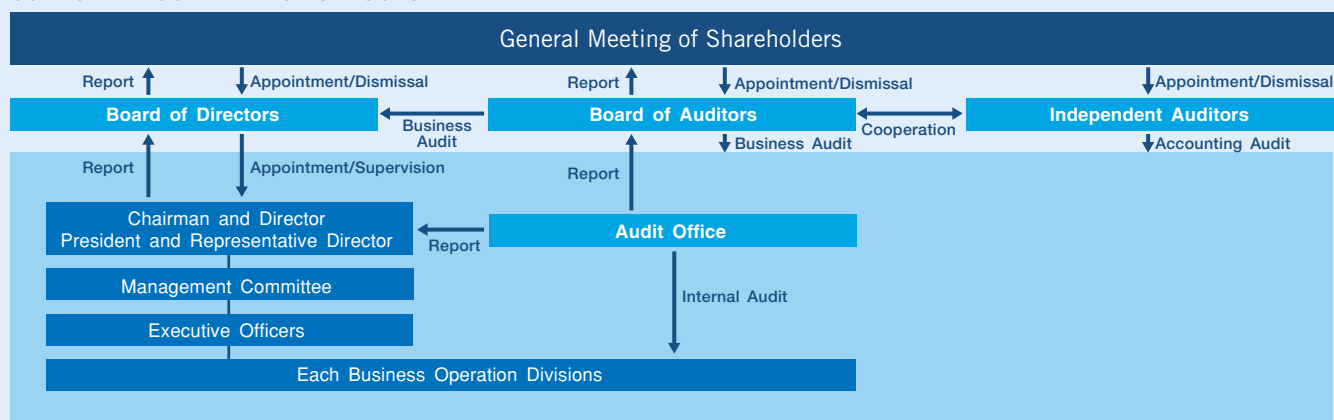 General Meeting of Shareholders
Report
Appointment/Dismissal
Report
Appointment/Dismissal
Appointment/Dismissal
Board of Directors
Business
Audit
Board of Auditors
Cooperation
Independent Auditors
Report
Appointment/Supervision
Report
Business Audit
Accounting Audit
Chairman and Director
President and Representative Director
Report
Audit Office
Management Committee
Internal Audit
Executive Officers
Each Business Operation Divisions